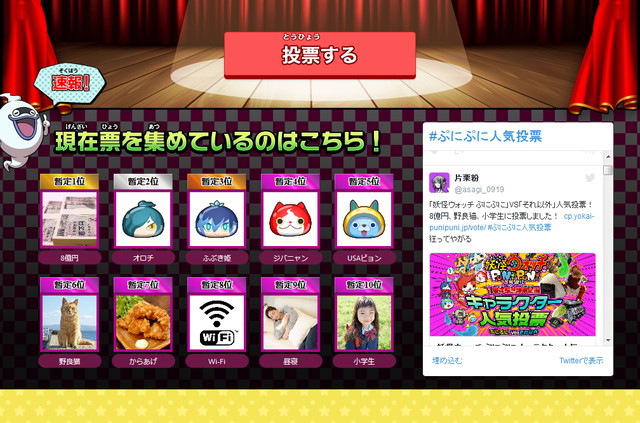 とうひょう
投票する
そくほう
速報！
げんざい ひょう あつ
現在票を集めているのはこちら！
暫定1位
暫定2位
暫定3位
暫定4位
暫定5位
8億円
オロチ
ふぶき姫
ジバニャン
USAピョン
暫定6位
暫定7位
暫定8位
暫定9位
暫定10位
Wi Fi
野良猫
からあげ
Wi-Fi
昼寝
小学生
#ぷにぷに人気投票
片栗粉
@asagi_0919
「妖怪ウォッチ ぷにぷに」VS「それ以外」人気投票！
8億円、野良猫、小学生に投票しました！ cp.yokai-
punipuni.jp/vote/ #ぷにぷに人気投票
狂ってやがる
妖怪ウォッチ
キャラクター
人気投票
埋め込む
Twitterで表示